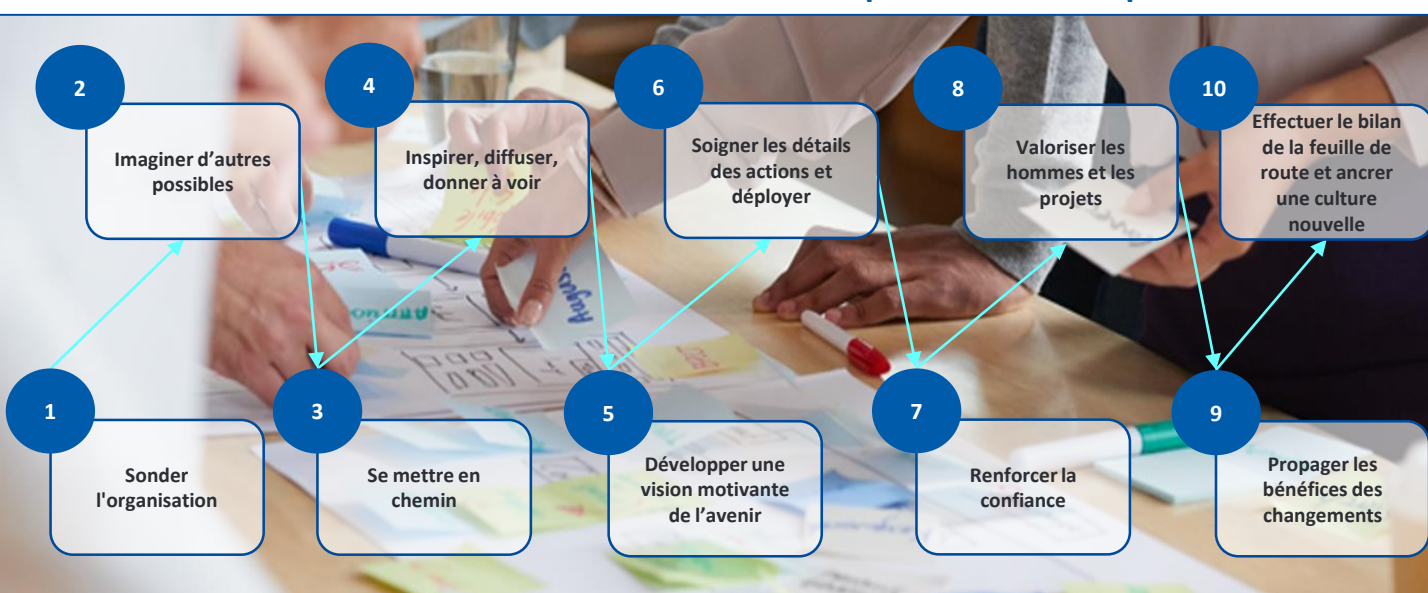 1
Sonder
l'organisation
2
Imaginer d’autres
possibles
3
Se mettre en
chemin
4
Inspirer, diffuser,
donner à voir
5
Développer une
vision motivante
de l’avenir
6
Soigner les détails
des actions et
déployer
7
Renforcer la
confiance
8
Valoriser les
hommes et les
projets
9
Propager les
bénéfices des
changements
10
Effectuer le bilan
de la feuille de
route et ancrer
une culture
nouvelle